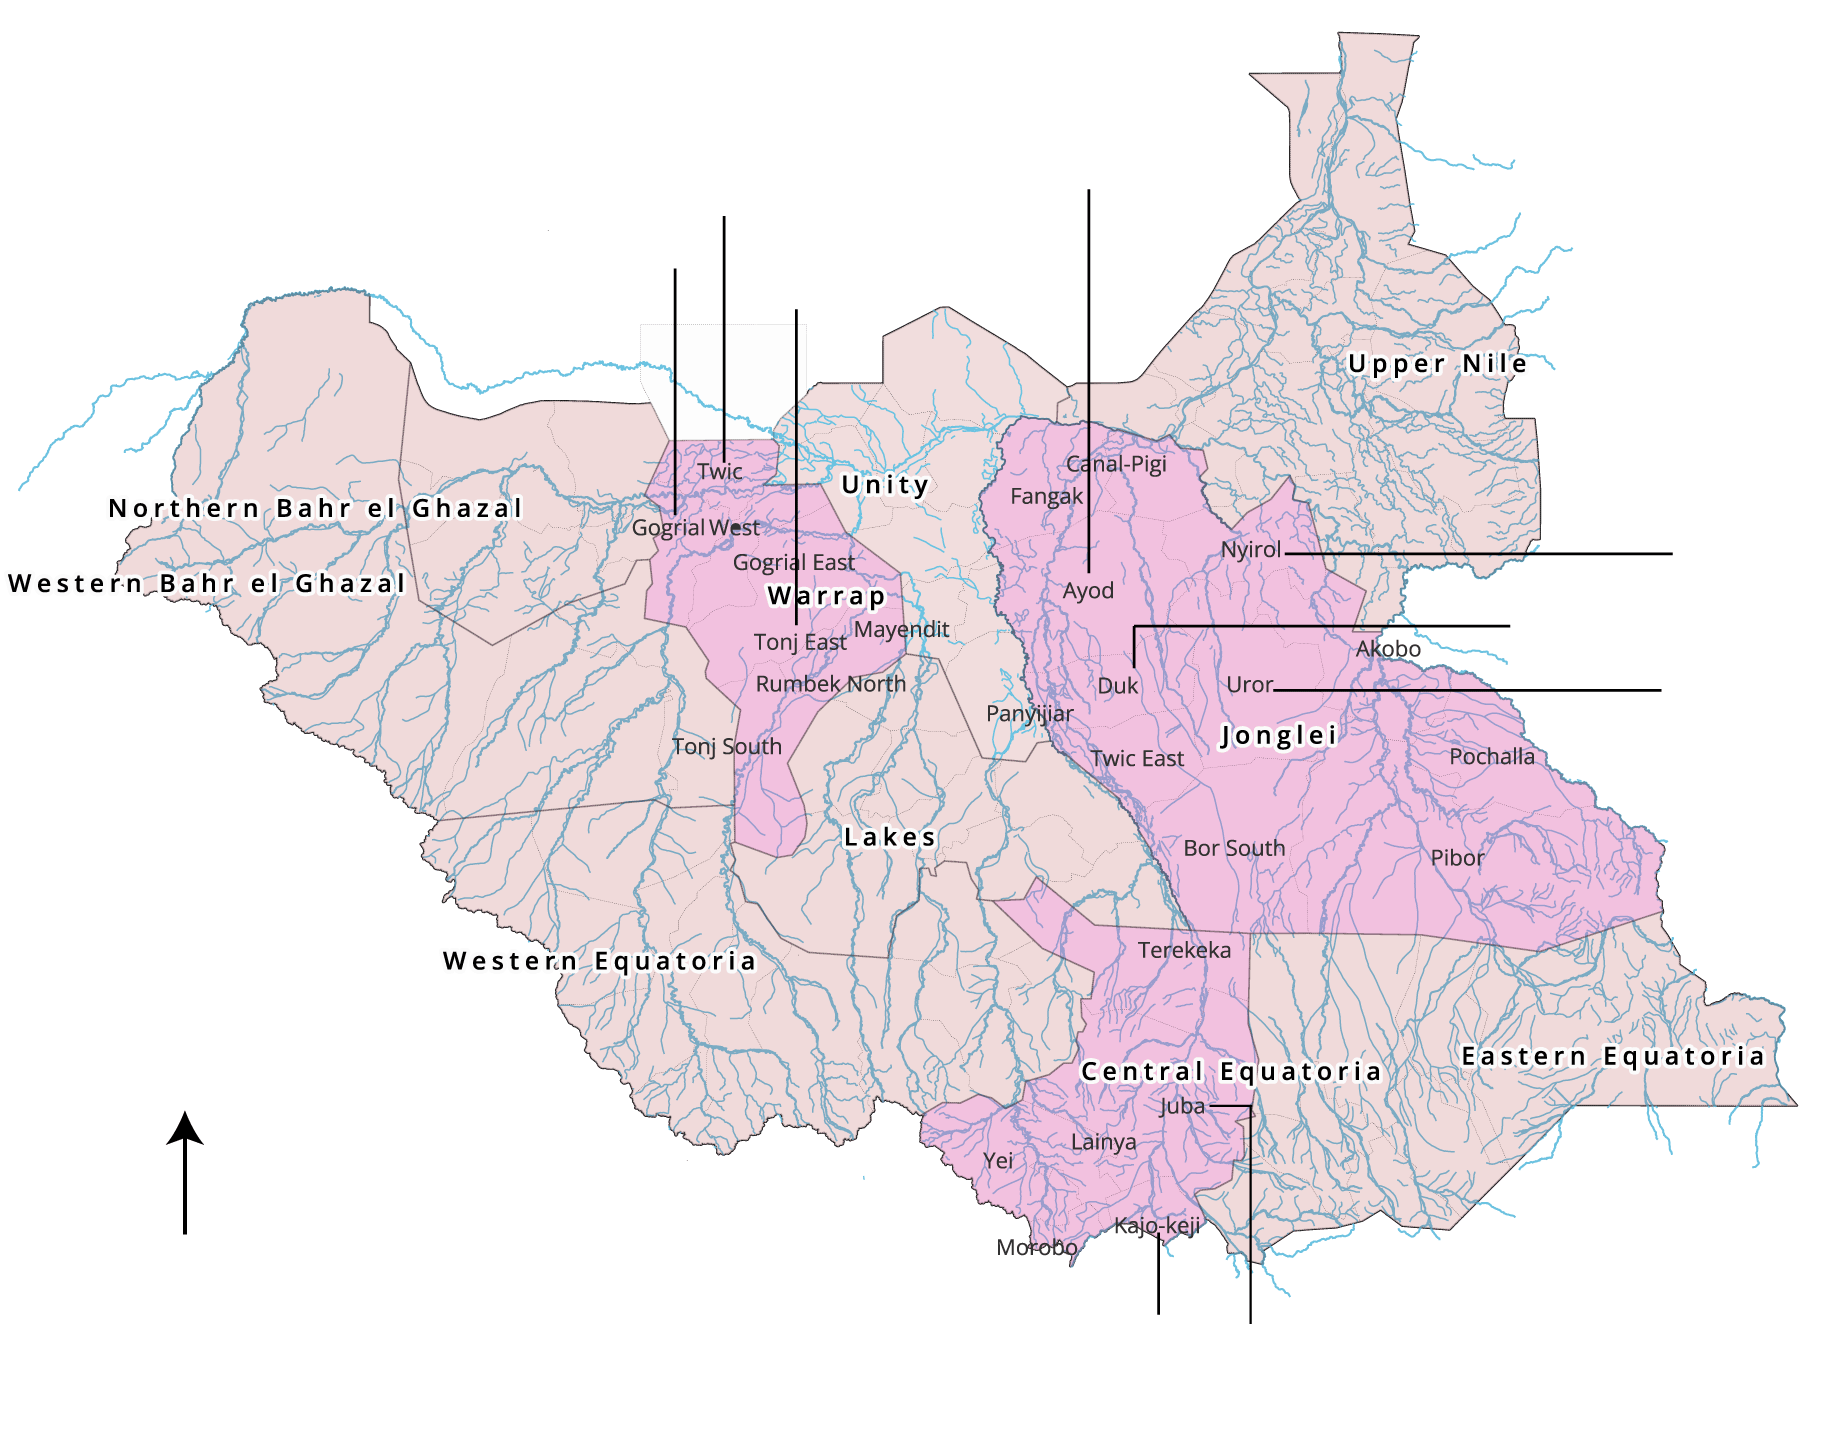 Upper Nile
Twic
Canal-Pigi
Unity
Fangak
Northern Bahr el Ghazal
Gogrial West
Nyirol
Gogrial East
Western Bahr el Ghazal
Ayod
Warrap
Mayendit
Tonj East
Akobo
Rumbek North
Duk
Uror
Panyijiar
Jonglei
Tonj South
Twic East
Pochalla
Lakes
Bor South
Pibor
Terekeka
Western Equatoria
Eastern Equatoria
Central Equatoria
Juba
Lainya
Yei
Kajo-keji
Morobo